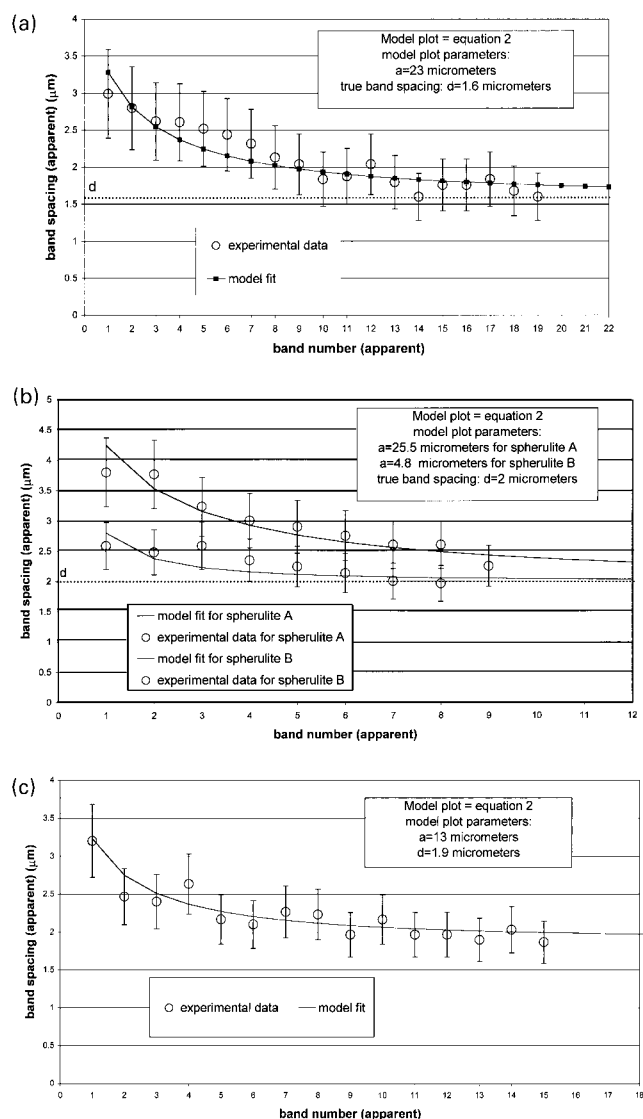 (a)
Model plot = equation 2
model plot parameters:
a=23 micrometers
true band spacing: d=1.6 micrometers
band spacing (apparent) (μm)
4
3.5
3
2.5
2
d
1.5
1
0.5
0
experimental data
model fit
0 1 2 3 4 5 6 7 8 9 10 11 12 13 14 15 16 17 18 19 20 21 22
band number (apparent)
(b)
Model plot = equation 2
model plot parameters:
a=25.5 micrometers for spherulite A
a=4.8 micrometers for spherulite B
true band spacing: d=2 micrometers
band spacing (apparent) (μm)
5
4.5
4
3.5
3
2.5
d
2
1.5
1
0.5
0
model fit for spherulite A
experimental data for spherulite A
model fit for spherulite B
experimental data for spherulite B
0 1 2 3 4 5 6 7 8 9 10 11 12
band number (apparent)
(c)
Model plot = equation 2
model plot parameters:
a=13 micrometers
d=1.9 micrometers
band spacing (apparent) (μm)
4
3.5
3
2.5
2
1.5
1
0.5
0
experimental data model fit
0 1 2 3 4 5 6 7 8 9 10 11 12 13 14 15 16 17 18
band number (apparent)